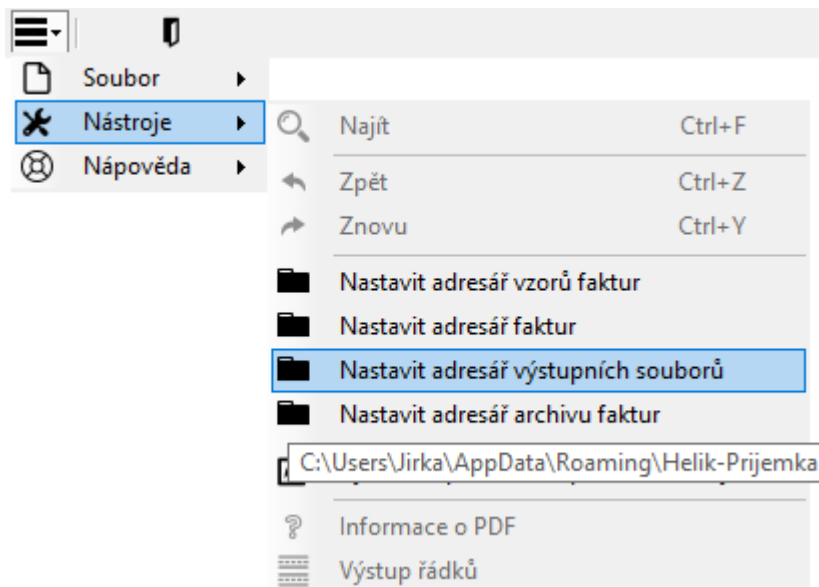 Soubor
Nástroje
Nápověda
Najít Ctrl+F
Zpět Ctrl+Z
Znovu Ctrl+Y
Nastavit adresář vzorů faktur
Nastavit adresář faktur
Nastavit adresář výstupních souborů
Nastavit adresář archivu faktur
C:\Users\Jirka\AppData\Roaming\Helik-Prijemka
Informace o PDF
Výstup řádků